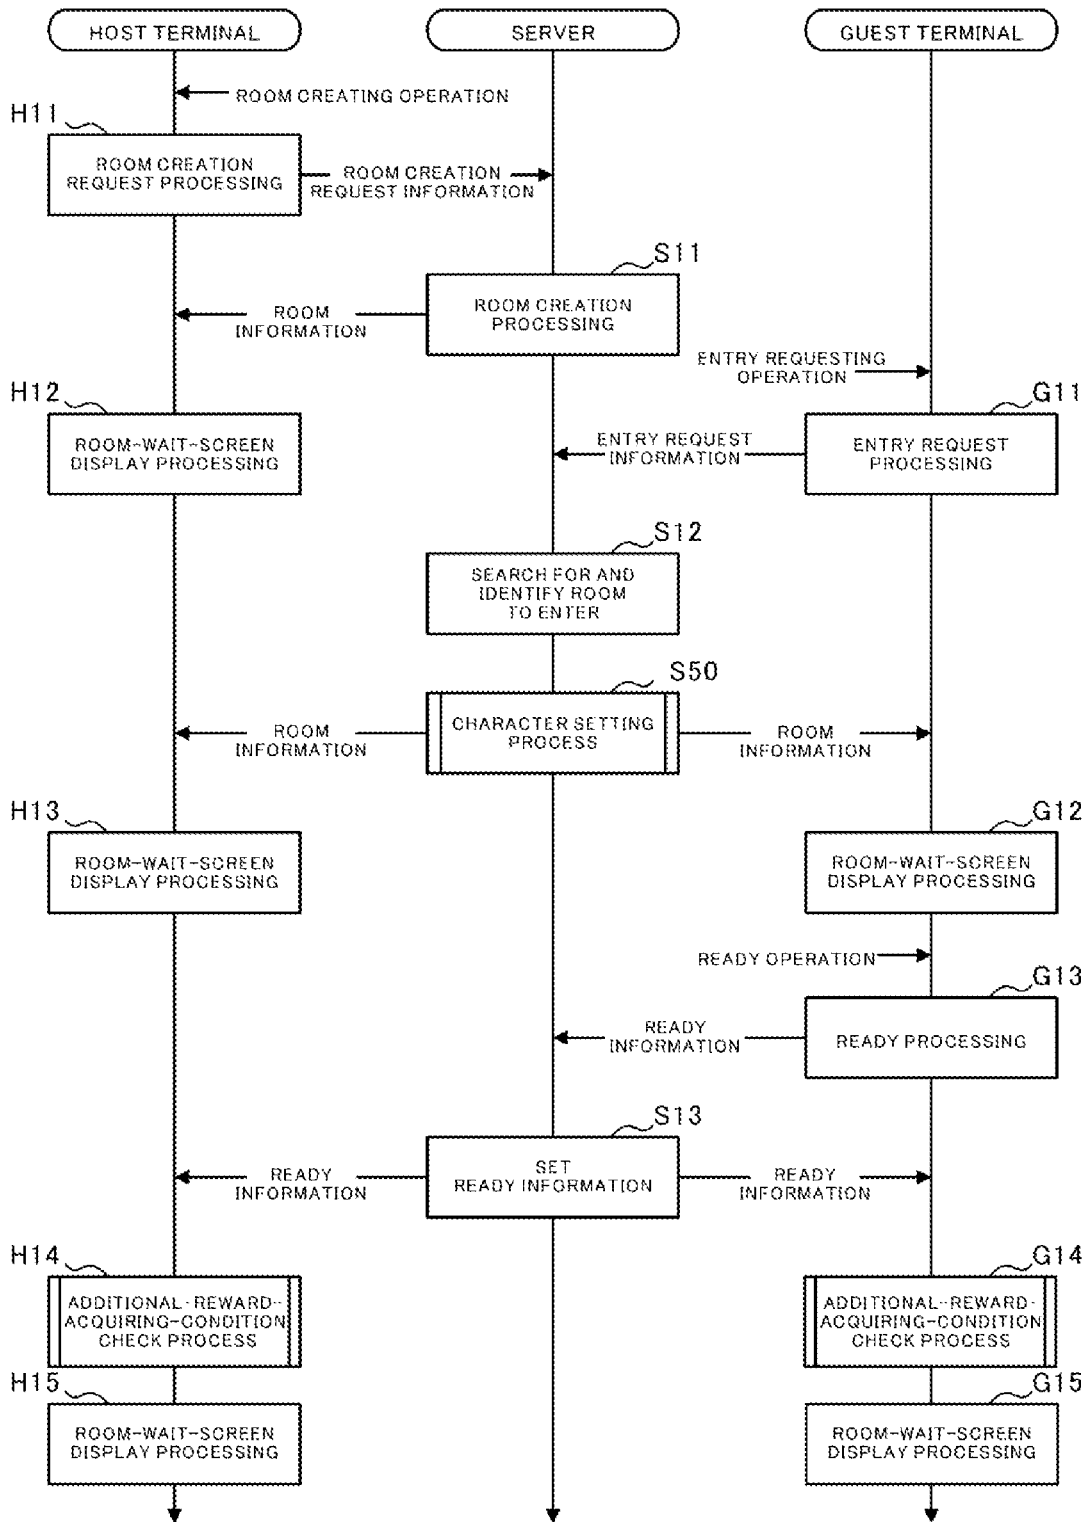 HOST TERMINAL
SERVER
GUEST TERMINAL
ROOM CREATING OPERATION
H11
ROOM CREATION
REQUEST PROCESSING
ROOM CREATION
REQUEST INFORMATION
S11
ROOM CREATION
PROCESSING
ROOM
INFORMATION
ENTRY REQUESTING
OPERATION
H12
ROOM-WAIT-SCREEN
DISPLAY PROCESSING
G11
ENTRY REQUEST
PROCESSING
ENTRY REQUEST
INFORMATION
S12
SEARCH FOR AND
IDENTIFY ROOM
TO ENTER
S50
CHARACTER SETTING
PROCESS
ROOM
INFORMATION
ROOM
INFORMATION
H13
ROOM-WAIT-SCREEN
DISPLAY PROCESSING
G12
ROOM-WAIT-SCREEN
DISPLAY PROCESSING
READY OPERATION
G13
READY PROCESSING
READY
INFORMATION
S13
SET
READY INFORMATION
READY
INFORMATION
READY
INFORMATION
H14
ADDITIONAL-REWARD-
ACQUIRING-CONDITION
CHECK PROCESS
G14
ADDITIONAL-REWARD-
ACQUIRING-CONDITION
CHECK PROCESS
H15
ROOM-WAIT-SCREEN
DISPLAY PROCESSING
G15
ROOM-WAIT-SCREEN
DISPLAY PROCESSING